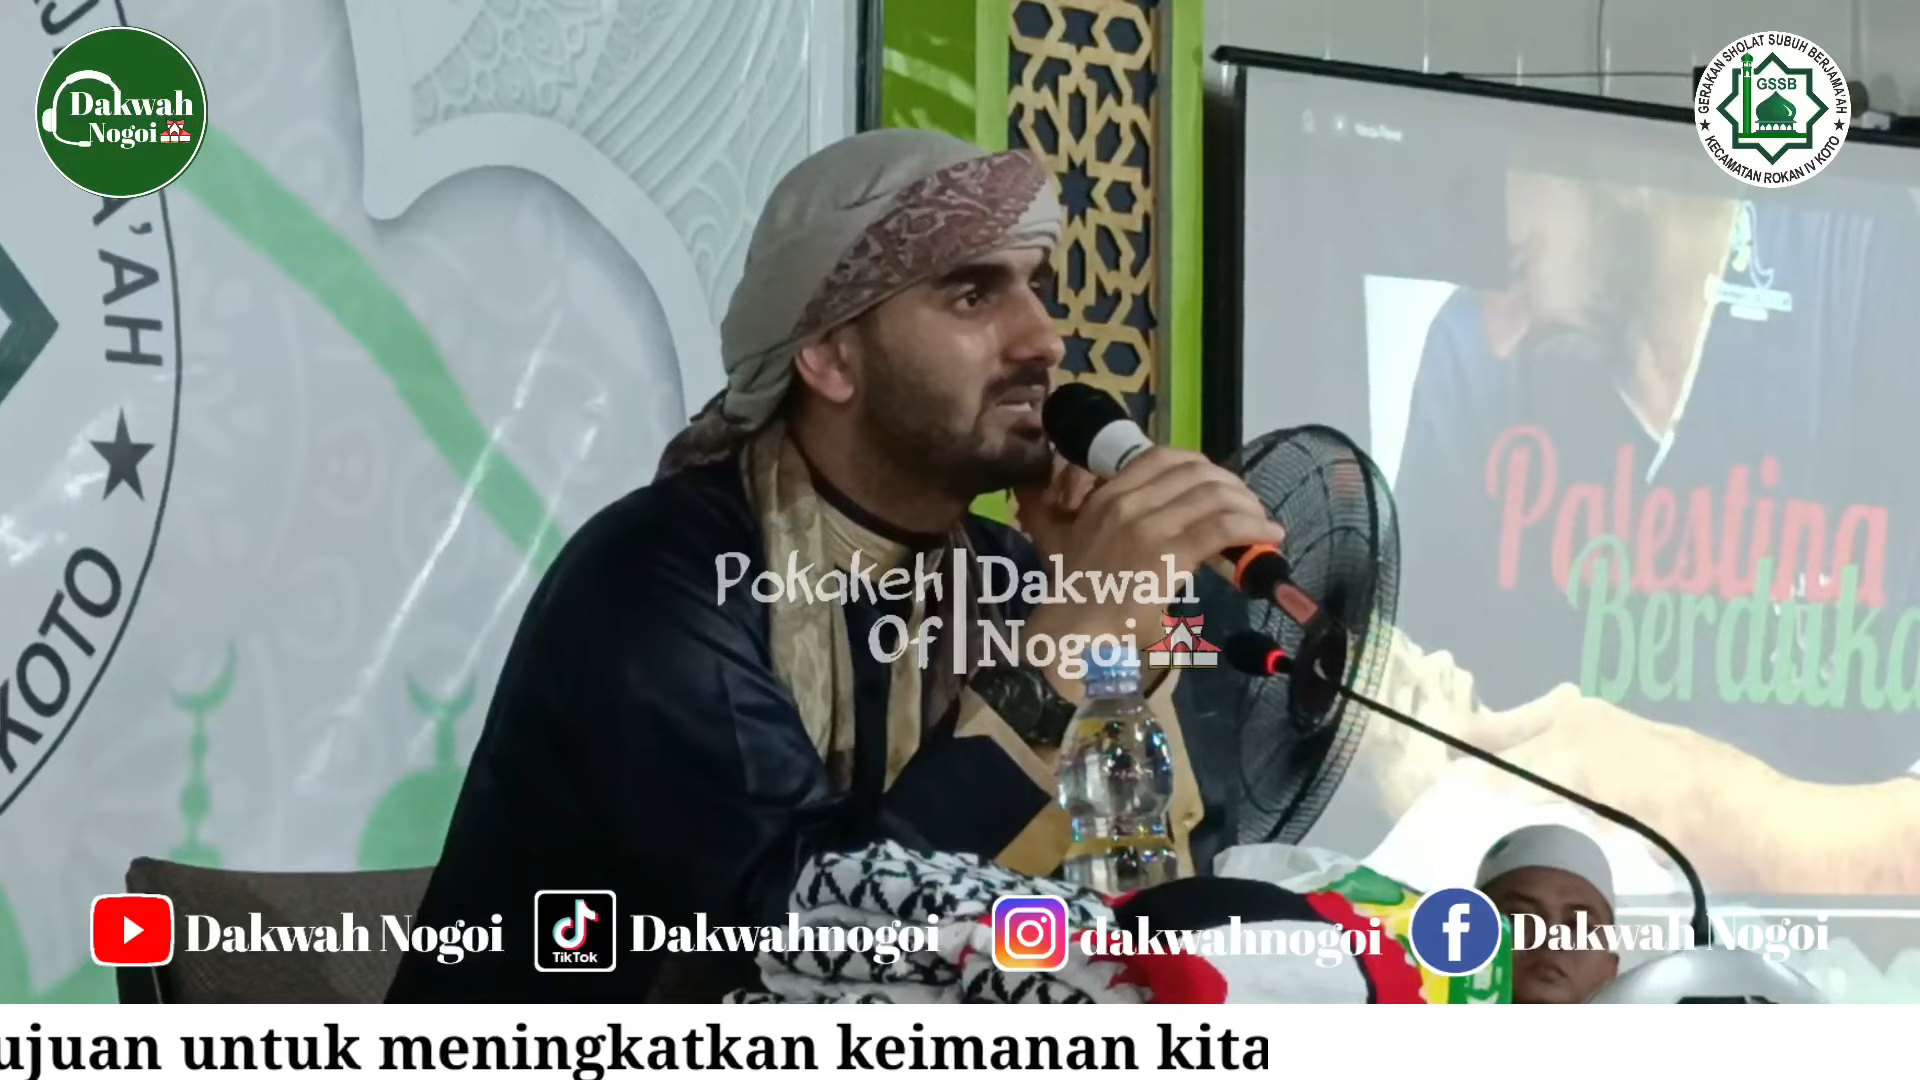 Dakwah
Nogoi
GERAKAN SHOLAT SUBUH BERJAMA'AH
GSSB
KECAMATAN ROKAN IV KOTO
A'AH
KOTO
Palestina
Berduka
Pokakeh
Of
Dakwah
Nogoi
Dakwah Nogoi
TikTok
Dakwahnogoi
dakwahnogoi
Dakwah Nogoi
ujuan untuk meningkatkan keimanan kita